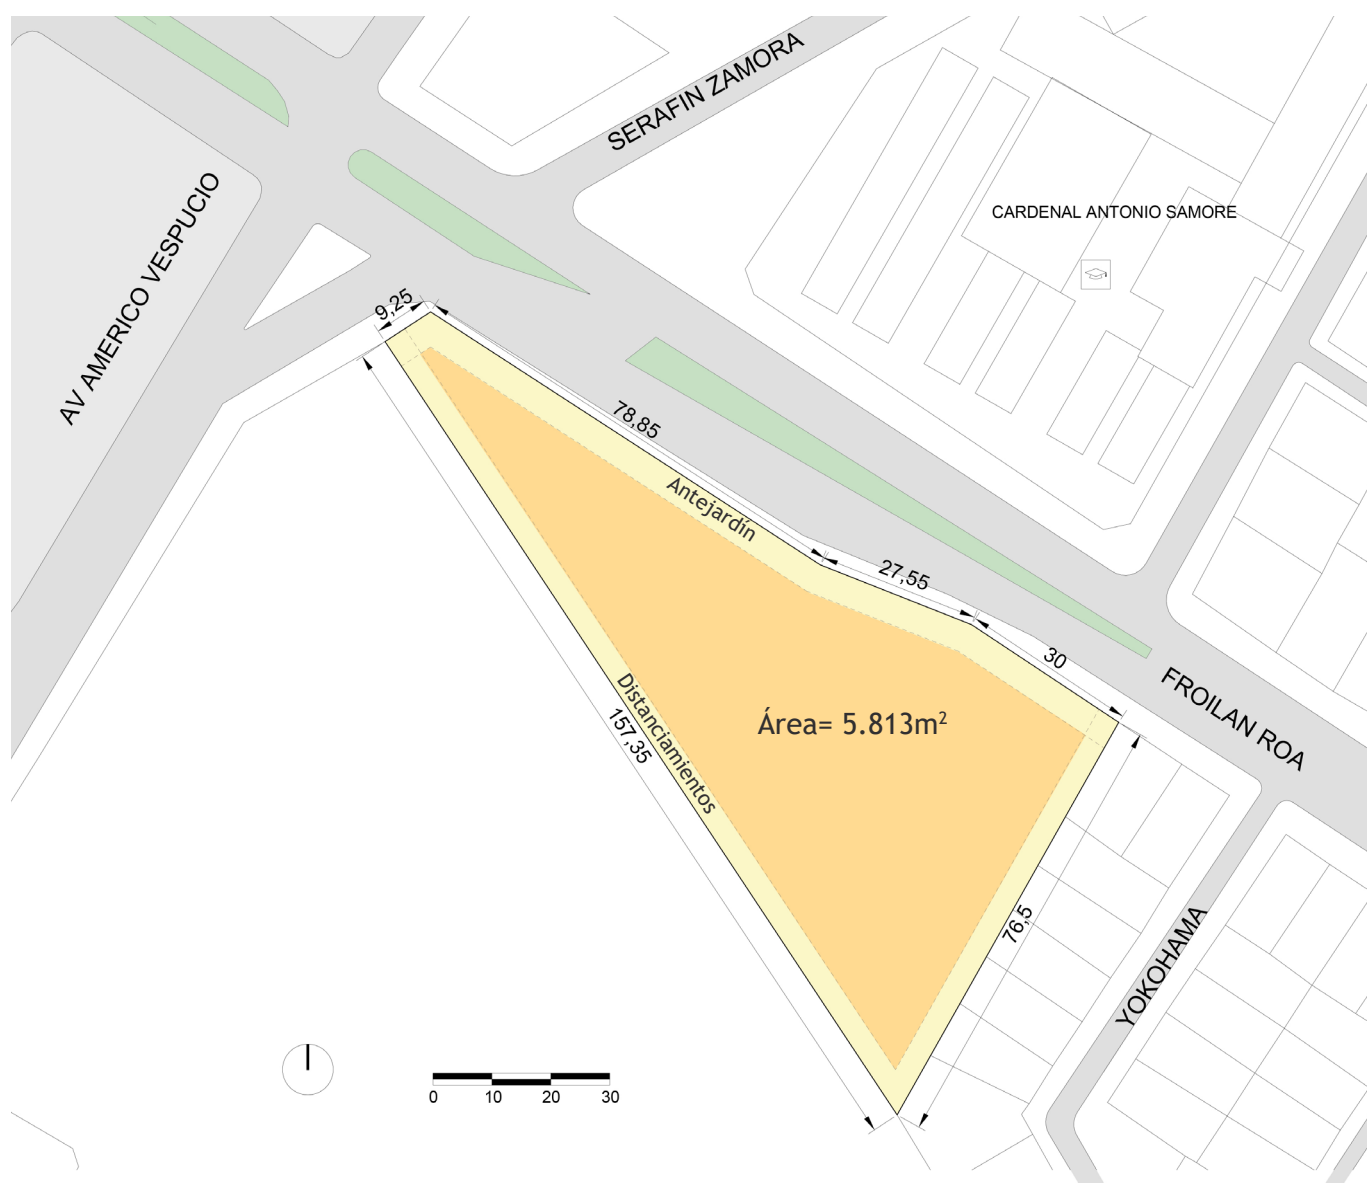 SERAFIN ZAMORA
CARDENAL ANTONIO SAMORE
AV AMERICO VESPUCIO
9,25
78,85
Antejardín
27,55
30
FROILAN ROA
Distanciamientos
157,35
Área= 5.813m²
76,5
YOKOHAMA
0 10 20 30